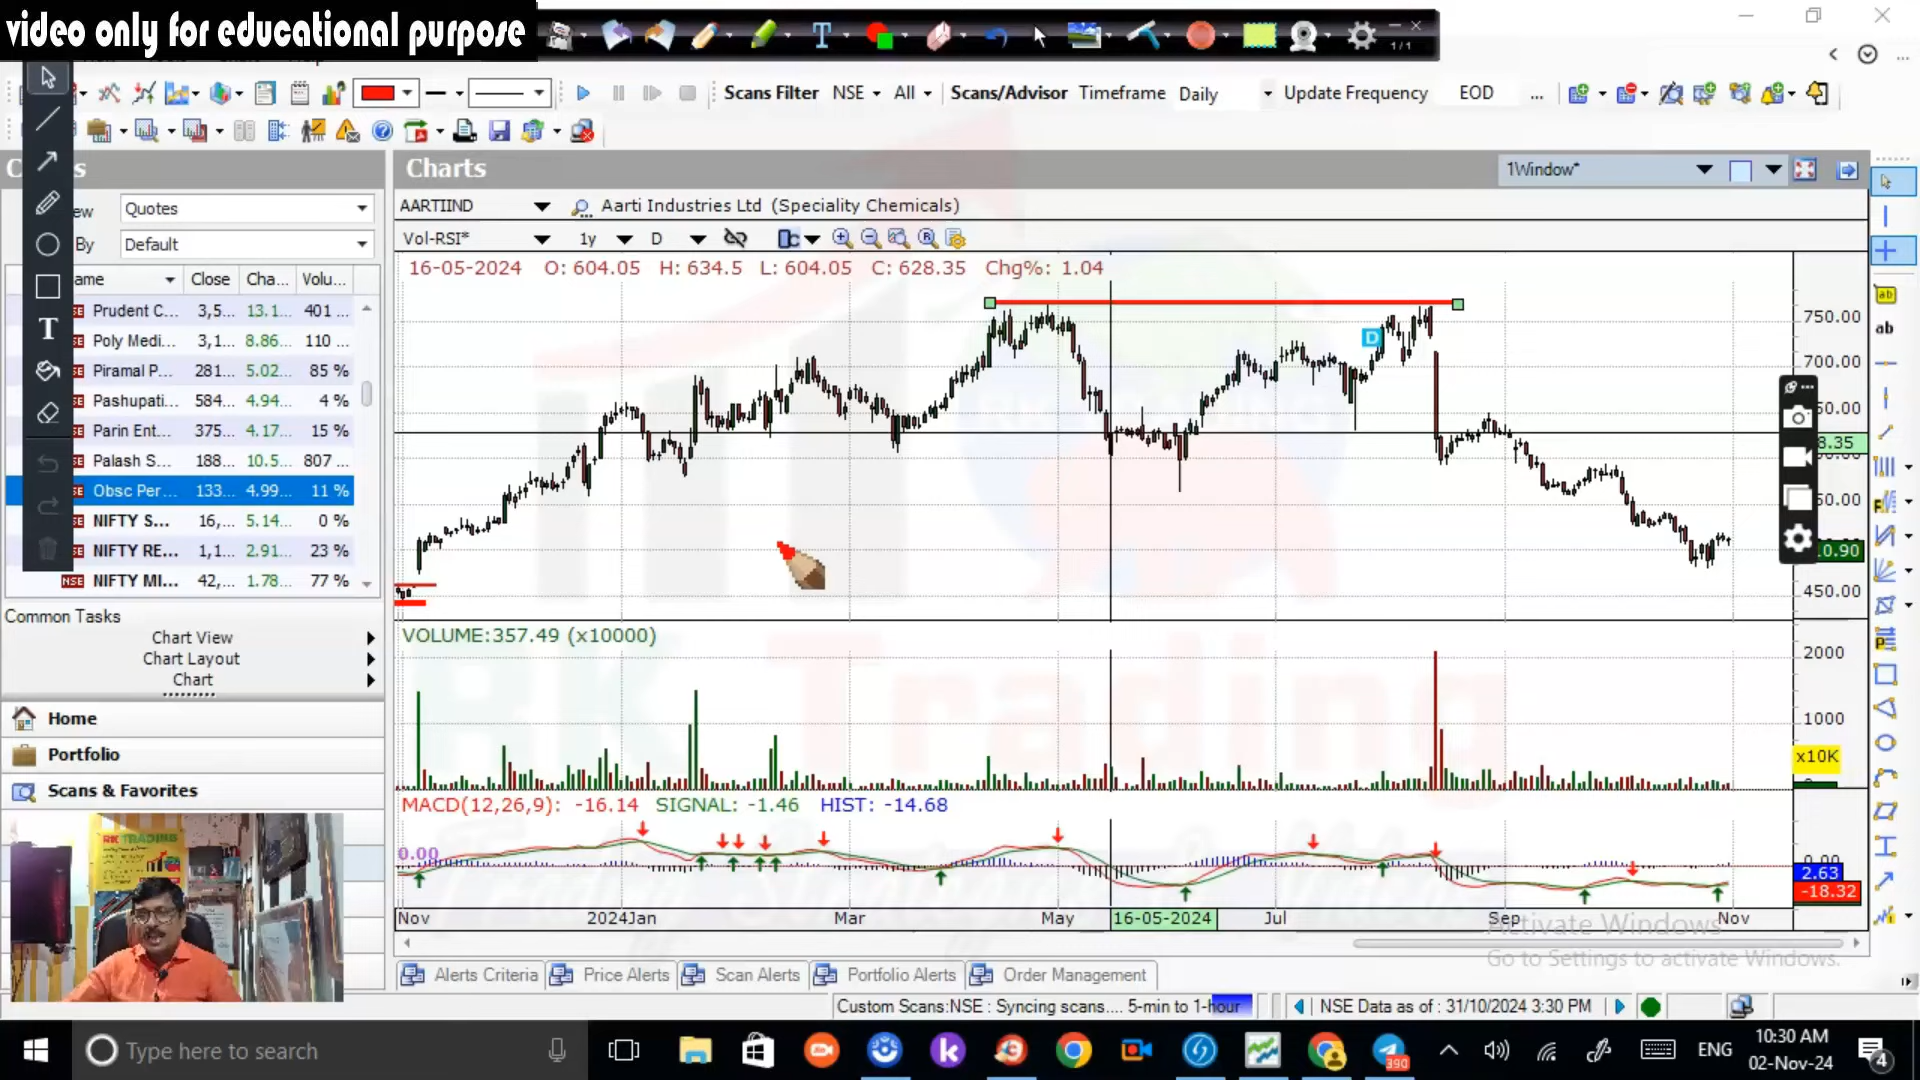 video only for educational purpose
1/1
Scans Filter NSE All Scans/Advisor Timeframe Daily Update Frequency EOD ...
Charts
1Window*
Quotes
AARTIIND Aarti Industries Ltd (Speciality Chemicals)
By Default
Vol-RSI* 1y D
16-05-2024 O: 604.05 H: 634.5 L: 604.05 C: 628.35 Chg%: 1.04
Close Cha... Volu...
Prudent C... 3,5... 13.1... 401 ...
Poly Medi... 3,1... 8.86... 110 ...
Piramal P... 281... 5.02... 85 %
Pashupati... 584... 4.94... 4 %
Parin Ent... 375... 4.17... 15 %
Palash S... 188... 10.5... 807 ...
Obsc Per... 133... 4.99... 11 %
NIFTY S... 16,... 5.14... 0 %
NIFTY RE... 1,1... 2.91... 23 %
NSE NIFTY MI... 42,... 1.78... 77 %
750.00
700.00
450.00
D
Common Tasks
Chart View
Chart Layout
Chart
Home
Portfolio
Scans & Favorites
VOLUME:357.49 (x10000)
2000
1000
x10K
RK Trading
MACD(12,26,9): -16.14 SIGNAL: -1.46 HIST: -14.68
0.00
2.63
-18.32
Nov 2024Jan Mar May 16-05-2024 Jul Sep Nov
RK TRADING
Activate Windows
Go to Settings to activate Windows.
Alerts Criteria Price Alerts Scan Alerts Portfolio Alerts Order Management
Custom Scans:NSE : Syncing scans.... 5-min to 1-hour NSE Data as of : 31/10/2024 3:30 PM
Type here to search
390
ENG
10:30 AM
02-Nov-24
4